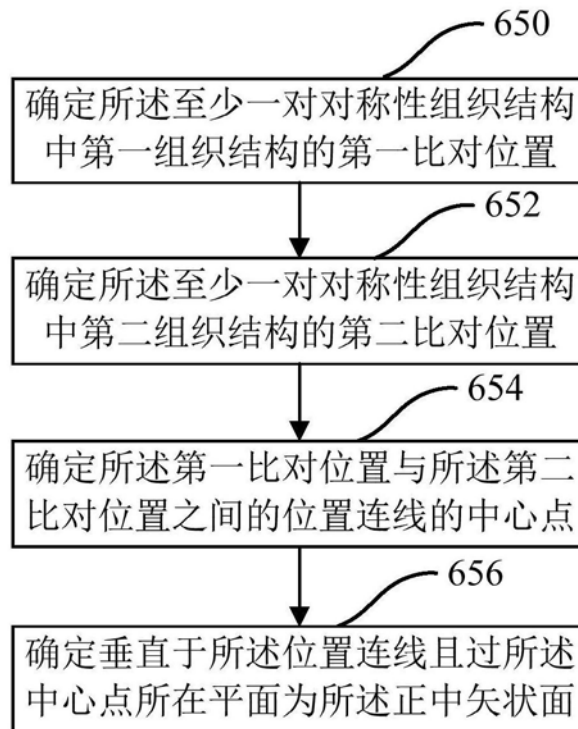 650
确定所述至少一对对称性组织结构
中第一组织结构的第一比对位置
652
确定所述至少一对对称性组织结构
中第二组织结构的第二比对位置
654
确定所述第一比对位置与所述第二
比对位置之间的位置连线的中心点
656
确定垂直于所述位置连线且过所述
中心点所在平面为所述正中矢状面